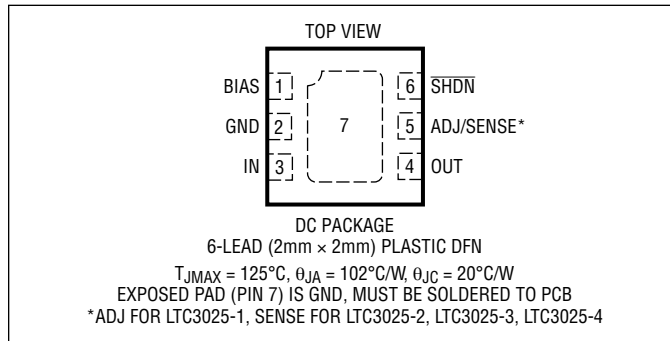 TOP VIEW
BIAS 1
GND 2
IN 3
7
6 SHDN
5 ADJ/SENSE*
4 OUT
DC PACKAGE
6-LEAD (2mm × 2mm) PLASTIC DFN
TJMAX = 125°C, θJA = 102°C/W, θJC = 20°C/W
EXPOSED PAD (PIN 7) IS GND, MUST BE SOLDERED TO PCB
*ADJ FOR LTC3025-1, SENSE FOR LTC3025-2, LTC3025-3, LTC3025-4